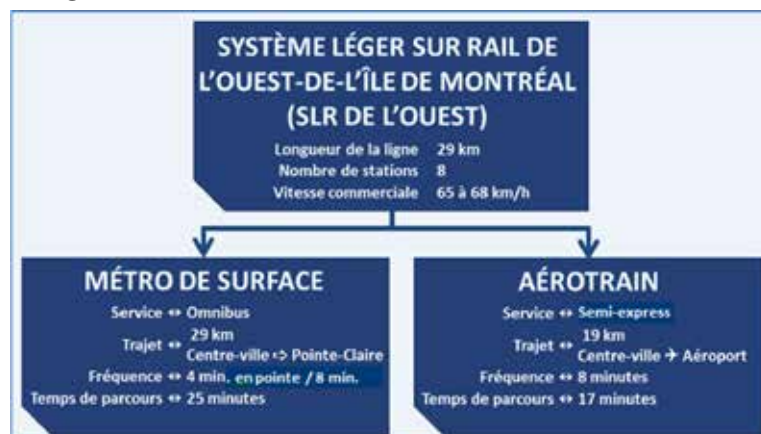 SYSTÈME LÉGER SUR RAIL DE
L'OUEST-DE-L'ÎLE DE MONTRÉAL
(SLR DE L'OUEST)
Longueur de la ligne 29 km
Nombre de stations 8
Vitesse commerciale 65 à 68 km/h
MÉTRO DE SURFACE
Service ↔ Omnibus
Trajet ↔ 29 km
Centre-ville ➪ Pointe-Claire
Fréquence ↔ 4 min. en pointe / 8 min.
Temps de parcours ↔ 25 minutes
AÉROTRAIN
Service ↔ Semi-express
Trajet ↔ 19 km
Centre-ville ✈ Aéroport
Fréquence ↔ 8 minutes
Temps de parcours ↔ 17 minutes